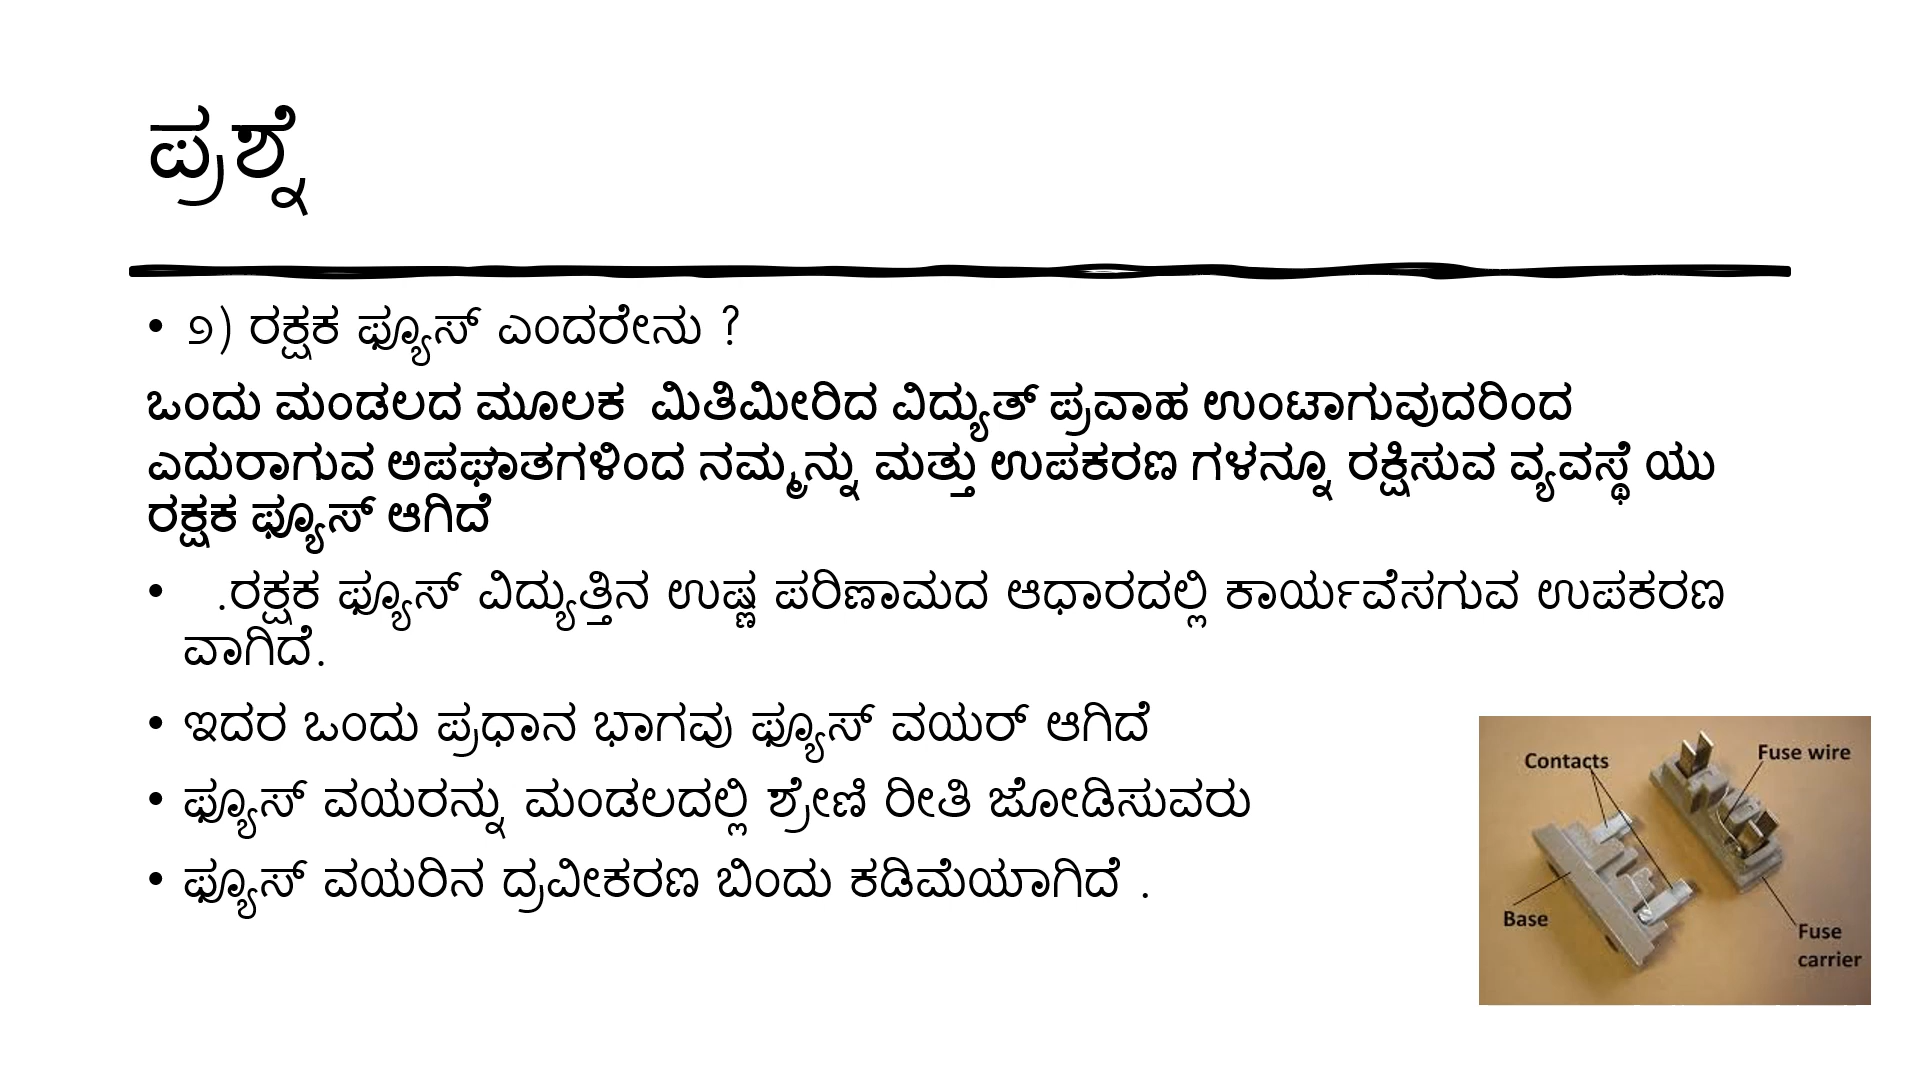 ಪ್ರಶ್ನೆ
• ೨) ರಕ್ಷಕ ಫ್ಯೂಸ್ ಎಂದರೇನು ?
ಒಂದು ಮಂಡಲದ ಮೂಲಕ ಮಿತಿಮೀರಿದ ವಿದ್ಯುತ್ ಪ್ರವಾಹ ಉಂಟಾಗುವುದರಿಂದ
ಎದುರಾಗುವ ಅಪಘಾತಗಳಿಂದ ನಮ್ಮನ್ನು ಮತ್ತು ಉಪಕರಣ ಗಳನ್ನೂ ರಕ್ಷಿಸುವ ವ್ಯವಸ್ಥೆ ಯು
ರಕ್ಷಕ ಫ್ಯೂಸ್ ಆಗಿದೆ
• .ರಕ್ಷಕ ಫ್ಯೂಸ್ ವಿದ್ಯುತ್ತಿನ ಉಷ್ಣ ಪರಿಣಾಮದ ಆಧಾರದಲ್ಲಿ ಕಾರ್ಯವೆಸಗುವ ಉಪಕರಣ
ವಾಗಿದೆ.
• ಇದರ ಒಂದು ಪ್ರಧಾನ ಭಾಗವು ಫ್ಯೂಸ್ ವಯರ್ ಆಗಿದೆ
• ಫ್ಯೂಸ್ ವಯರನ್ನು ಮಂಡಲದಲ್ಲಿ ಶ್ರೇಣಿ ರೀತಿ ಜೋಡಿಸುವರು
• ಫ್ಯೂಸ್ ವಯರಿನ ದ್ರವೀಕರಣ ಬಿಂದು ಕಡಿಮೆಯಾಗಿದೆ .
Contacts
Fuse wire
Base
Fuse
carrier